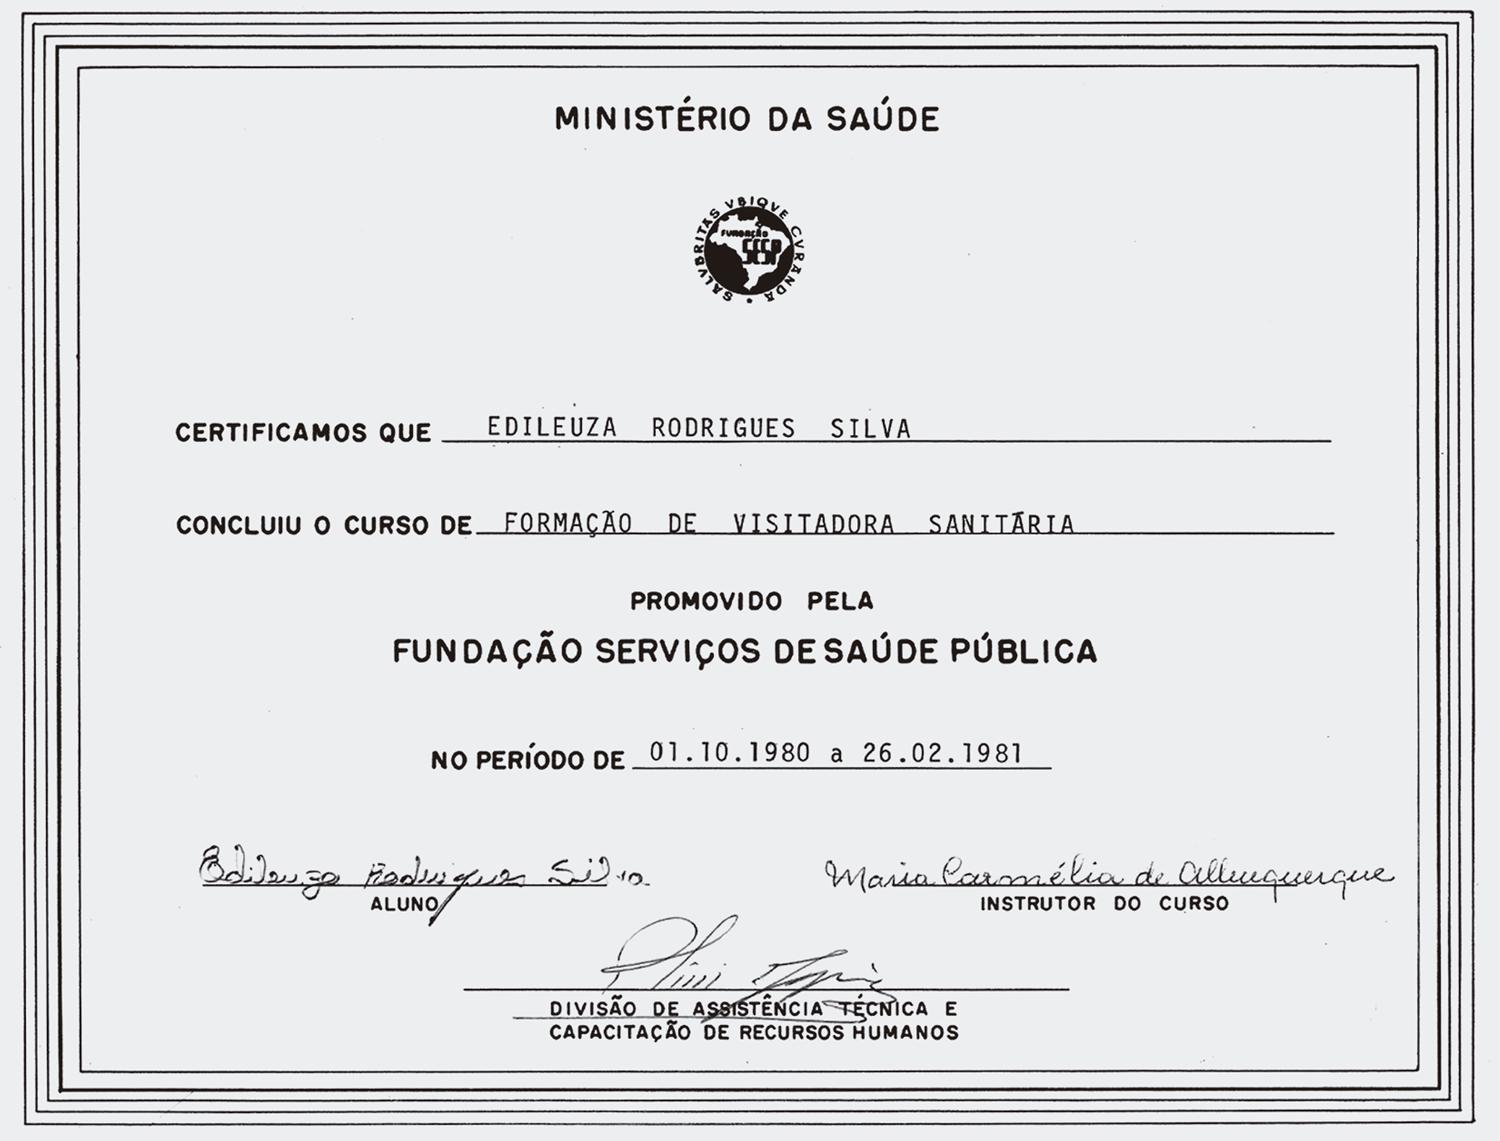 MINISTÉRIO DA SAÚDE
SALVBRITAS VBIQVE CVRANDA
FUNDAÇÃO
SESP
CERTIFICAMOS QUE EDILEUZA RODRIGUES SILVA
CONCLUIU O CURSO DE FORMAÇÃO DE VISITADORA SANITÁRIA
PROMOVIDO PELA
FUNDAÇÃO SERVIÇOS DE SAÚDE PÚBLICA
NO PERÍODO DE 01.10.1980 a 26.02.1981
Edileuza Rodrigues Silva
ALUNO
Maria Carmélia de Albuquerque
INSTRUTOR DO CURSO
DIVISÃO DE ASSISTÊNCIA TÉCNICA E
CAPACITAÇÃO DE RECURSOS HUMANOS